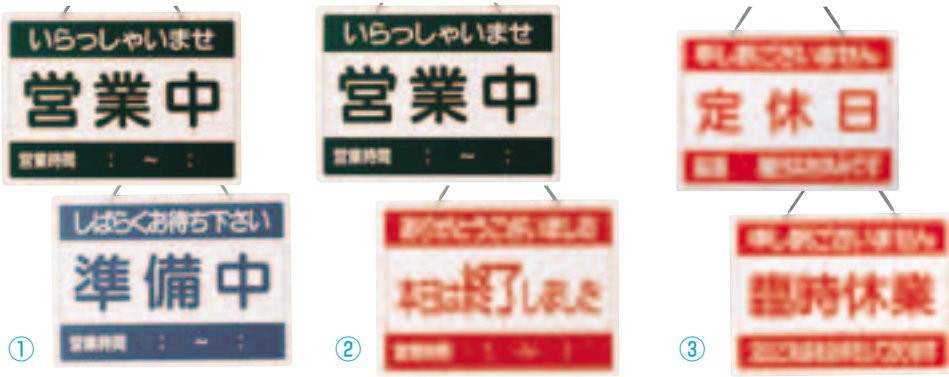 いらっしゃいませ
営業中
営業時間 : ~ :
しばらくお待ち下さい
準備中
営業時間 : ~ :
①
いらっしゃいませ
営業中
営業時間 : ~ :
ありがとうございました
本日は終了しました
営業時間 : ~ :
②
申し訳ございません
定休日
申し訳ございません
臨時休業
③